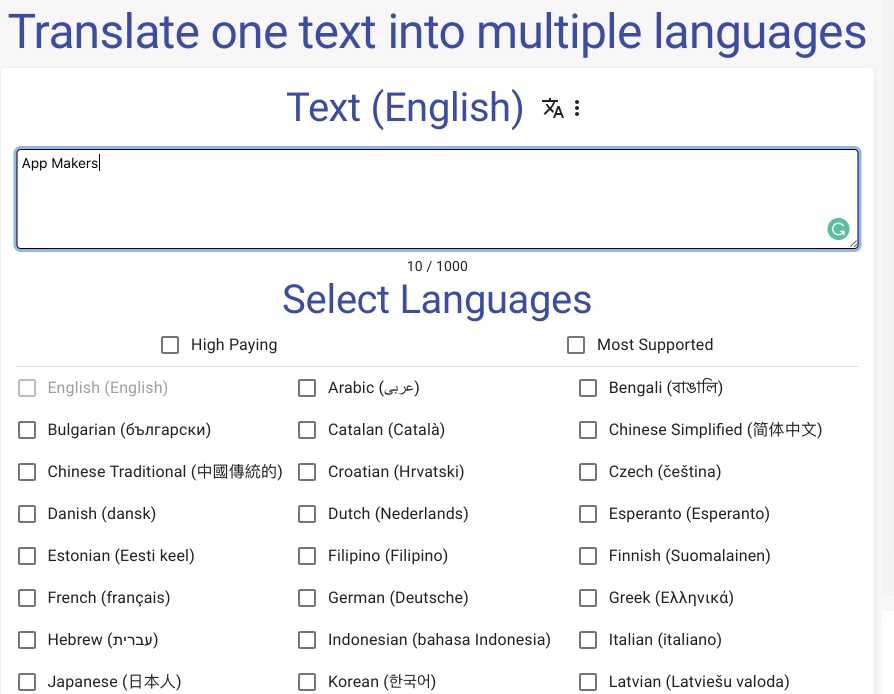 Translate one text into multiple languages
Text (English)
App Makers
10 / 1000
Select Languages
High Paying
Most Supported
English (English)
Arabic (عربى)
Bengali (বাঙালি)
Bulgarian (български)
Catalan (Català)
Chinese Simplified (简体中文)
Chinese Traditional (中國傳統的)
Croatian (Hrvatski)
Czech (čeština)
Danish (dansk)
Dutch (Nederlands)
Esperanto (Esperanto)
Estonian (Eesti keel)
Filipino (Filipino)
Finnish (Suomalainen)
French (français)
German (Deutsche)
Greek (Ελληνικά)
Hebrew (עברית)
Indonesian (bahasa Indonesia)
Italian (italiano)
Japanese (日本人)
Korean (한국어)
Latvian (Latviešu valoda)